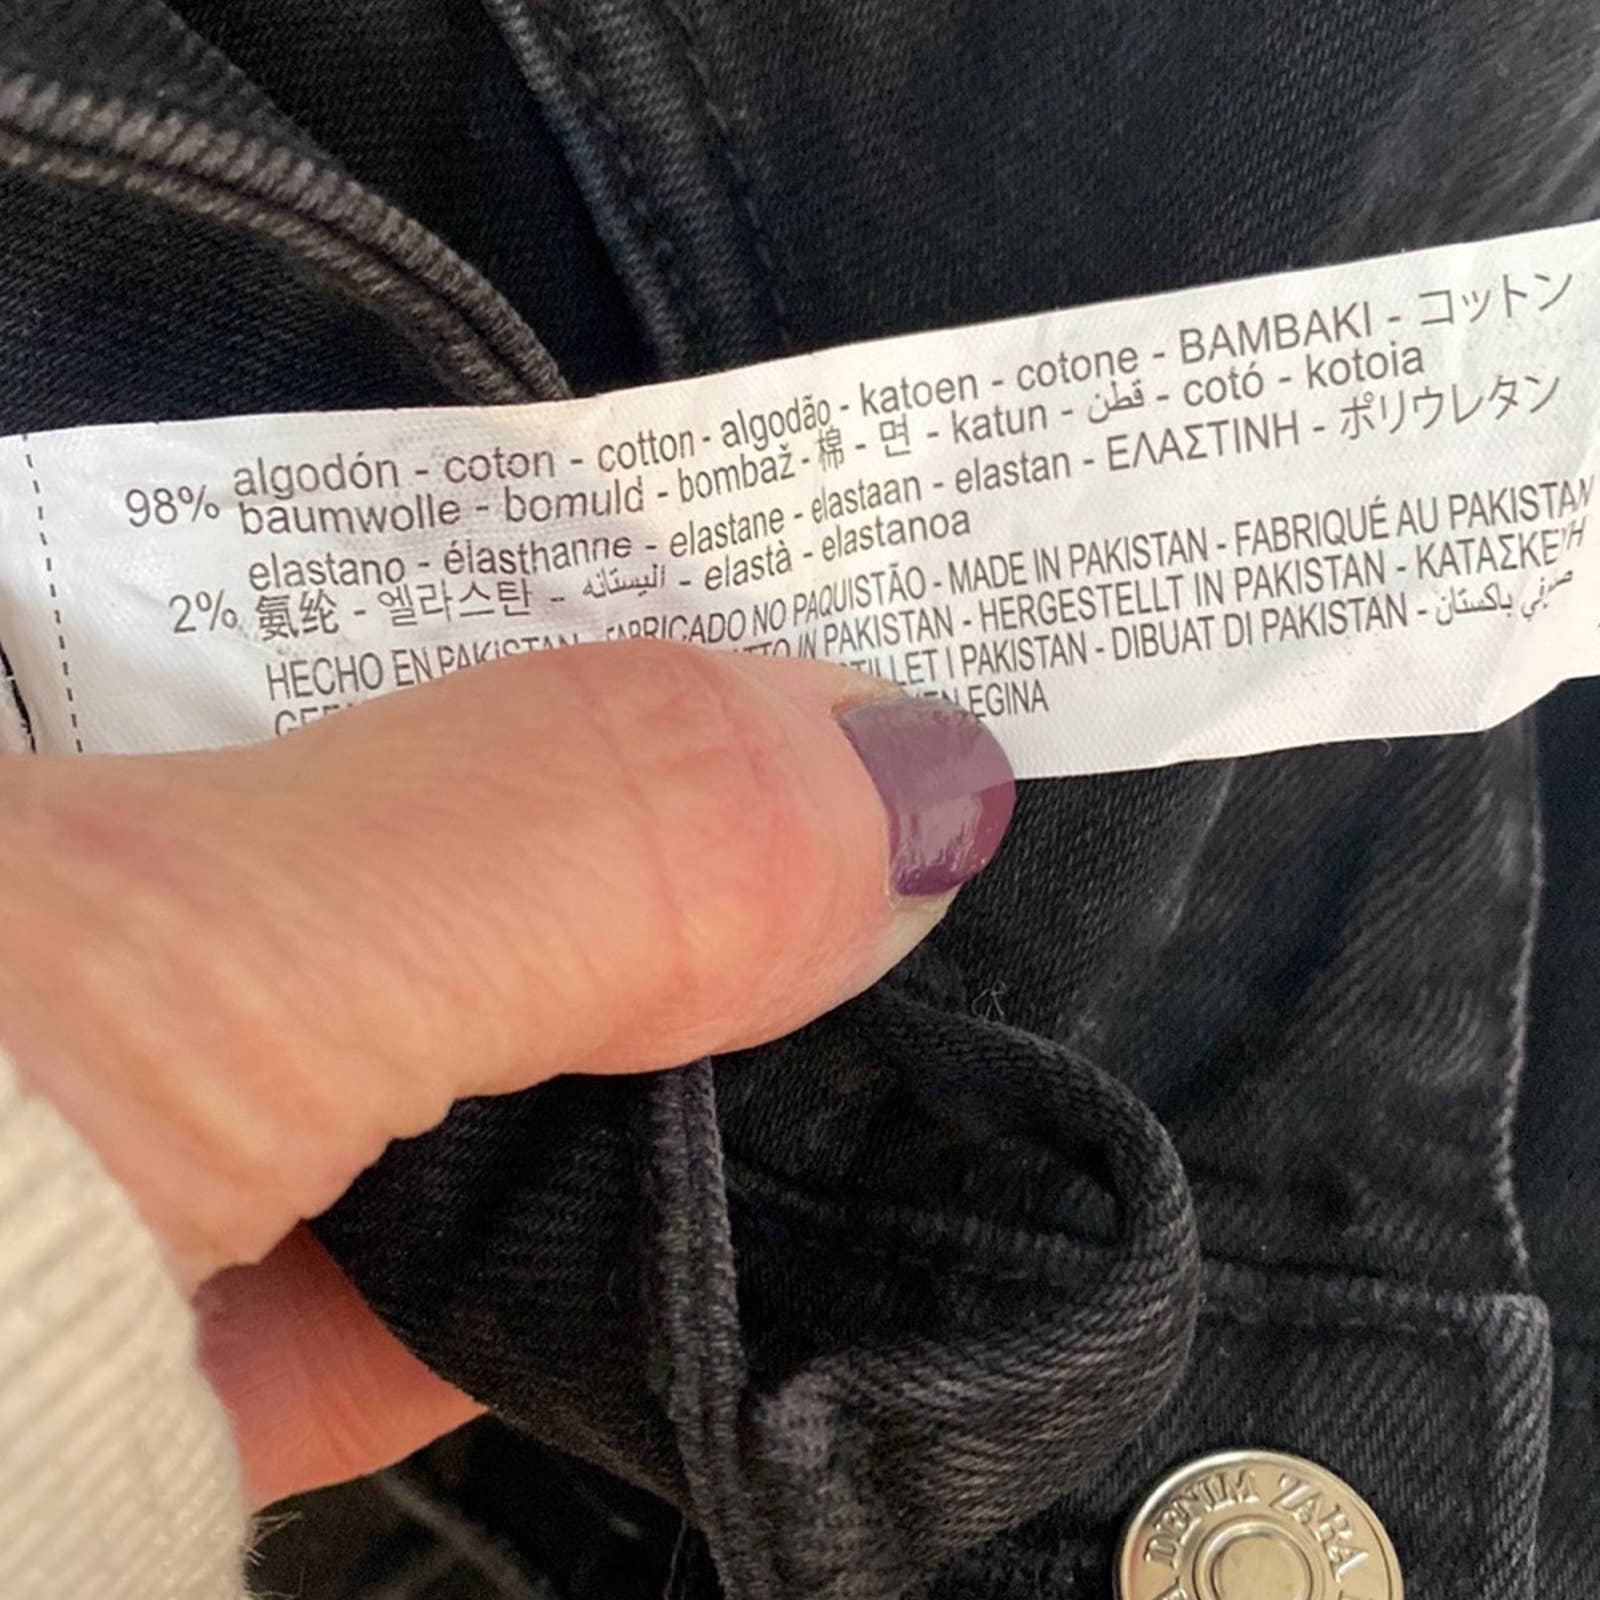 algodón - coton - cotton - algodão - katoen - cotone - BAMBAKI - コットン
98% baumwolle - bomuld - bombaž - 棉 - 면 - katun - قطن - cotó - kotoia
elastano - élasthanne - elastane - elastaan - elastan - ΕΛΑΣΤΙΝΗ - ポリウレタン
2% 氨纶 - 엘라스탄 - اليستانه - elastà - elastanoa
HECHO EN PAKISTAN - FABRICADO NO PAQUISTÃO - MADE IN PAKISTAN - FABRIQUÉ AU PAKISTAN
IN PAKISTAN - HERGESTELLT IN PAKISTAN -
I PAKISTAN - DIBUAT DI PAKISTAN - صنع في باكستان
EGINA
DENIM ZARA